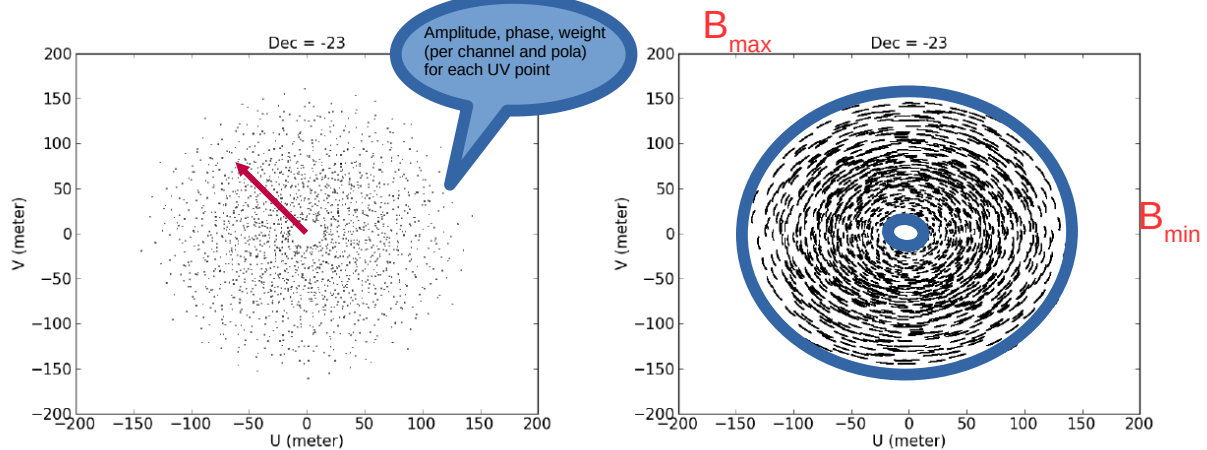 Amplitude, phase, weight
(per channel and pola)
for each UV point
Dec = -23
200
150
100
50
0
−50
−100
−150
−200
V (meter)
−200
−150
−100
−50
0
50
100
150
200
U (meter)
B
max
Dec = -23
200
150
100
50
0
−50
−100
−150
−200
V (meter)
−200
−150
−100
−50
0
50
100
150
200
U (meter)
B
min